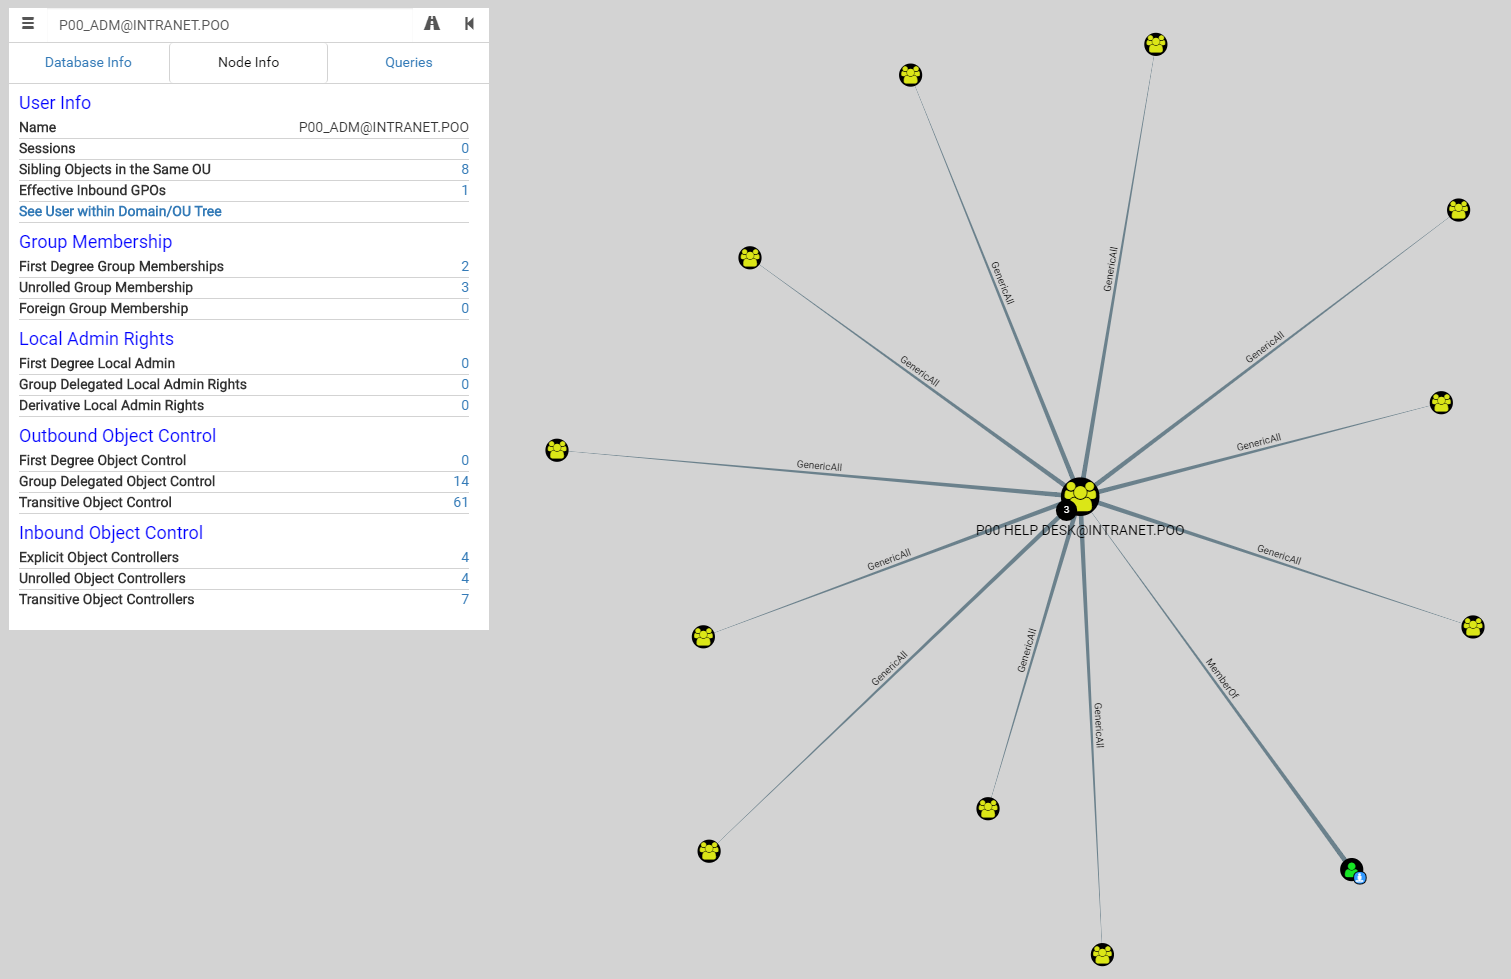 P00_ADM@INTRANET.POO
Database Info
Node Info
Queries
User Info
Name P00_ADM@INTRANET.POO
Sessions 0
Sibling Objects in the Same OU 8
Effective Inbound GPOs 1
See User within Domain/OU Tree
Group Membership
First Degree Group Memberships 2
Unrolled Group Membership 3
Foreign Group Membership 0
Local Admin Rights
First Degree Local Admin 0
Group Delegated Local Admin Rights 0
Derivative Local Admin Rights 0
Outbound Object Control
First Degree Object Control 0
Group Delegated Object Control 14
Transitive Object Control 61
Inbound Object Control
Explicit Object Controllers 4
Unrolled Object Controllers 4
Transitive Object Controllers 7
GenericAll
GenericAll
GenericAll
GenericAll
GenericAll
GenericAll
3
P00 HELP DESK@INTRANET.POO
GenericAll
GenericAll
GenericAll
GenericAll
MemberOf
GenericAll